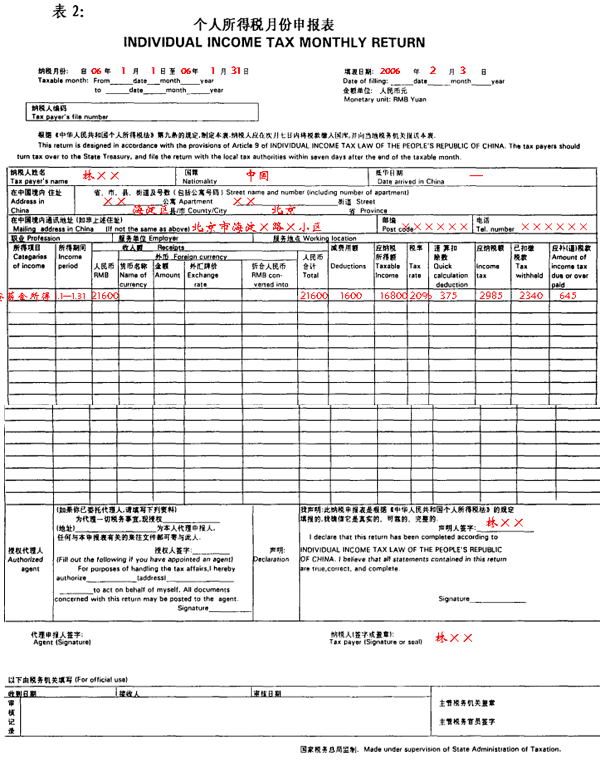 表 2:
个人所得税月份申报表
INDIVIDUAL INCOME TAX MONTHLY RETURN
纳税月份: 自 06 年 1 月 1 日 至 06 年 1 月 31 日 填表日期: 2006 年 2 月 3 日
Taxable month: From date month year Date of filling: date month year
to date month year 金额单位: 人民币元
Monetary unit: RMB Yuan
纳税人编码
Tax payer's file number
根据《中华人民共和国个人所得税法》第九条的规定,制定本表.纳税人应在次月七日内将税款缴入国库,并向当地税务机关报送本表.
This return is designed in accordance with the provisions of Article 9 of INDIVIDUAL INCOME TAX LAW OF THE PEOPLE'S REPUBLIC OF CHINA. The tax payers should
turn tax over to the State Treasury, and file the return with the local tax authorities within seven days after the end of the taxable month.
纳税人姓名 林×× 国籍 中国 抵华日期 —
Tax payer's name Nationality Date arrived in China
在中国境内 住址 省、市、县、街道及号数 (包括公寓号码) Street name and number (including number of apartment)
Address in ×× 公寓 Apartment ×× 街道 Street
China 海淀区 县/市 County/City 北京 省 Province
在中国境内通讯地址 (如非上述住址) 邮编 电话
Mailing address in China (If not the same as above) 北京市海淀×路×小区 Post code ××××× Tel. number ××××××
职业 Profession 服务单位 Employer 服务地点 Working location
所得项目 所得期间 收入额 Receipts 减费用额 应纳税 税率 速算扣 应纳税额 已扣缴 应补(退)税款
Categaries Income 人民币 外币 Foreign currency 人民币 所得额 除数 税款 Amount of
of income period RMB 货币名称 金额 外汇牌价 折合人民币 合计 Deductions Taxable Tax Quick Income Tax income tax
Name of Amount Exchange RMB con- Total Income rate calculation tax withheld due or over
currency rate verted into deduction paid
薪金所得 .1—1.31 21600 21600 1600 16800 20% 375 2985 2340 645
(如果你已委托代理人,请填写下列资料) 我声明:此纳税申报表是根据《中华人民共和国个人所得税法》的规定
为代理一切税务事宜,现授权 填报的,我确信它是真实的、可靠的、完整的.
(地址) 为本人代理申报人, 声明人签字: 林××
任何与本申报表有关的来往文件都可寄与此人.
授权代理人 授权人签字: 声明: I declare that this return has been completed according to
Authorized (Fill out the following if you have appointed an agent) Declaration INDIVIDUAL INCOME TAX LAW OF THE PEOPLE'S REPUBLIC
agent For purposes of handling the tax affairs,I hereby OF CHINA. I believe that all statements contained in this return
authorize (address) are true,correct, and complete.
to act on behalf of myself. All documents
concerned with this return may be posted to the agent. Signature
Signature
代理申报人签字: 纳税人(签字或盖章): 林××
Agent (Signature) Tax payer (Signature or seal)
以下由税务机关填写 (For official use)
收到日期 接收人 审核日期
审核记录 主管税务机关盖章
主管税务官员签字
国家税务总局监制. Made under supervision of State Administration of Taxation.